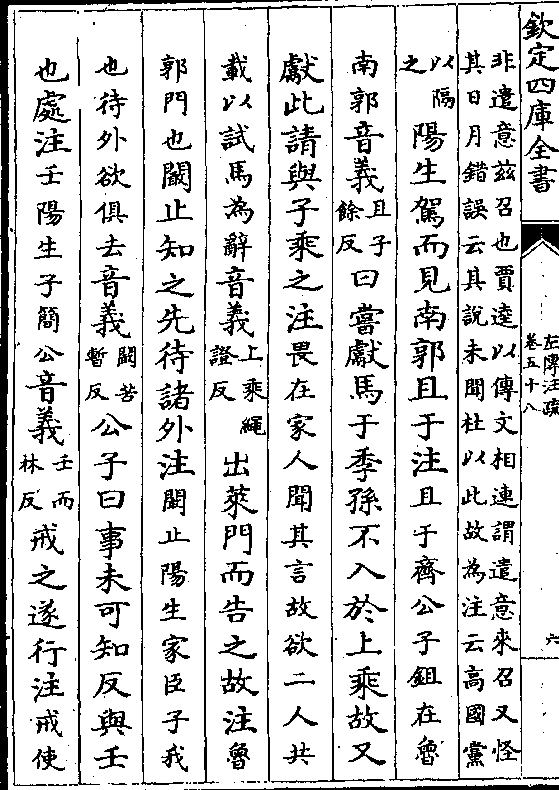 欽定四庫全書
左傳注疏
卷五十八
六
非遣意兹召也賈逵以傳文相連謂遣意來召又怪
其日月錯誤云其說未聞杜以此故為注云高國黨
以隔
之
陽生駕而見南郭且于注且于齊公子鉏在魯
南郭音義且子餘反曰嘗獻馬于季孫不入於上乘故又
獻此請與子乘之注畏在家人聞其言故欲二人共
載以試馬為辭音義上乘繩證反出萊門而告之故注魯
郭門也闞止知之先待諸外注闞止陽生家臣子我
也待外欲俱去音義闞苦暫反公子曰事未可知反與壬
也處注壬陽生子簡公音義壬而林反戒之遂行注戒使